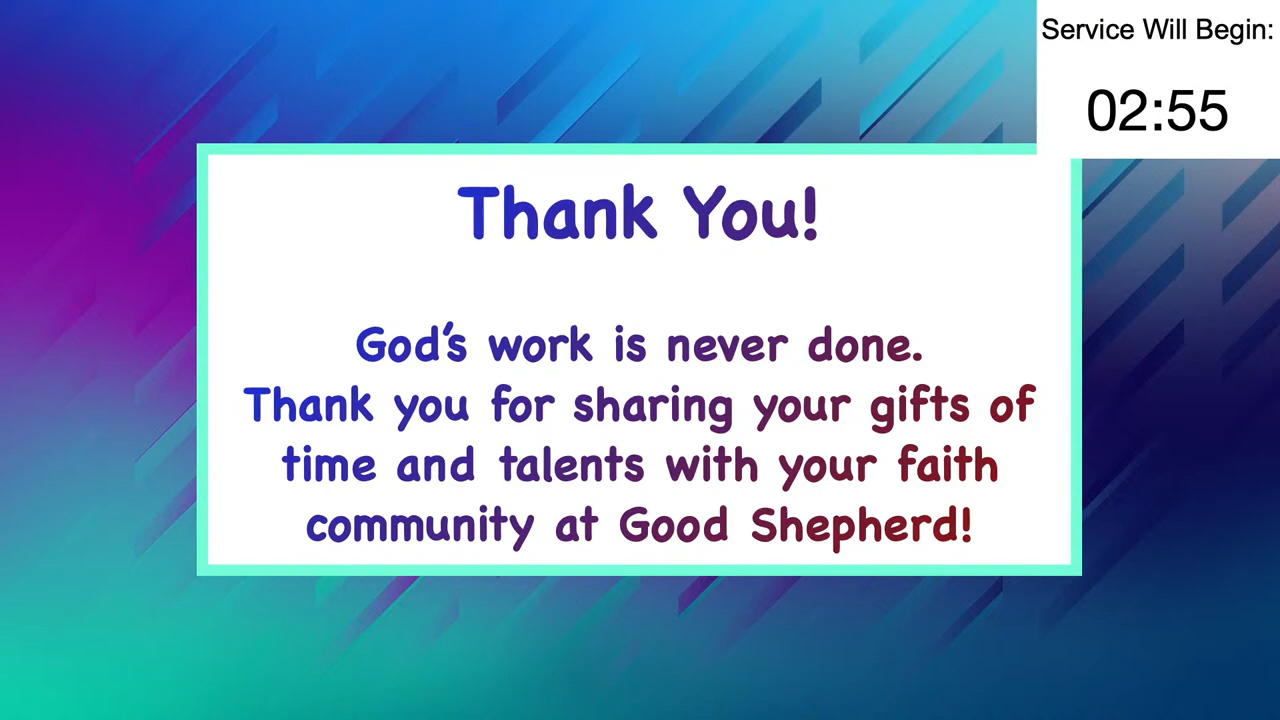 Service Will Begin:
02:55
Thank You!
God's work is never done.
Thank you for sharing your gifts of
time and talents with your faith
community at Good Shepherd!